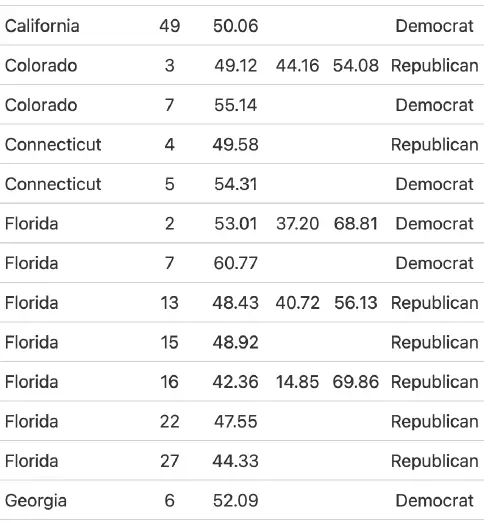 California 49 50.06 Democrat
Colorado 3 49.12 44.16 54.08 Republican
Colorado 7 55.14 Democrat
Connecticut 4 49.58 Republican
Connecticut 5 54.31 Democrat
Florida 2 53.01 37.20 68.81 Democrat
Florida 7 60.77 Democrat
Florida 13 48.43 40.72 56.13 Republican
Florida 15 48.92 Republican
Florida 16 42.36 14.85 69.86 Republican
Florida 22 47.55 Republican
Florida 27 44.33 Republican
Georgia 6 52.09 Democrat